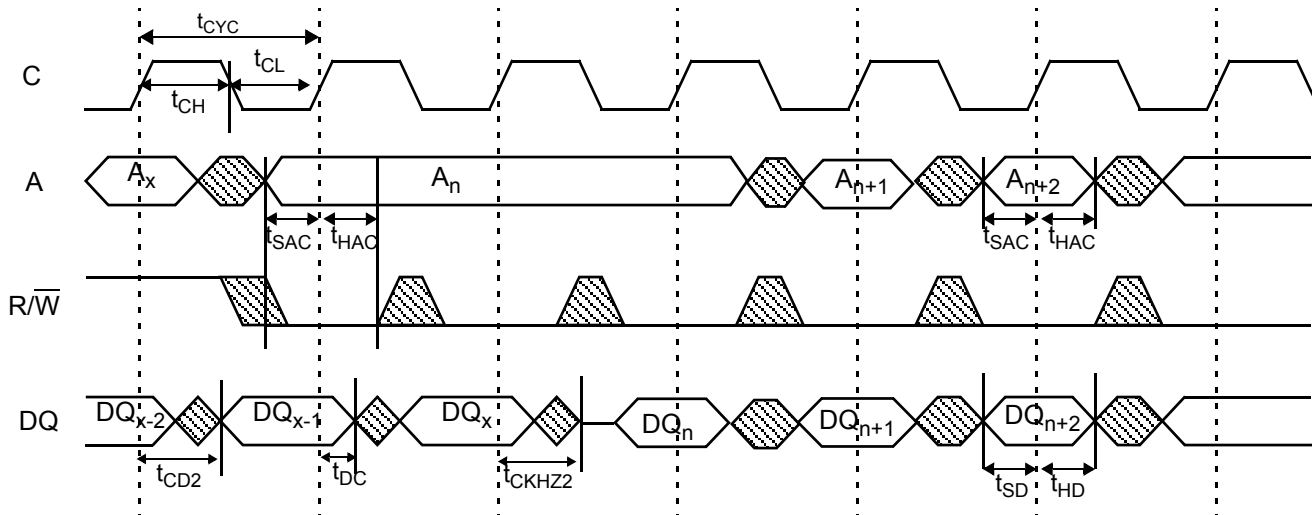 tCYC
C
tCH
tCL
A
Ax
An
An+1
An+2
tSAC
tHAC
tSAC
tHAC
R/W̅
DQ
DQx-2
DQx-1
DQx
DQn
DQn+1
DQn+2
tCD2
tDC
tCKHZ2
tSD
tHD